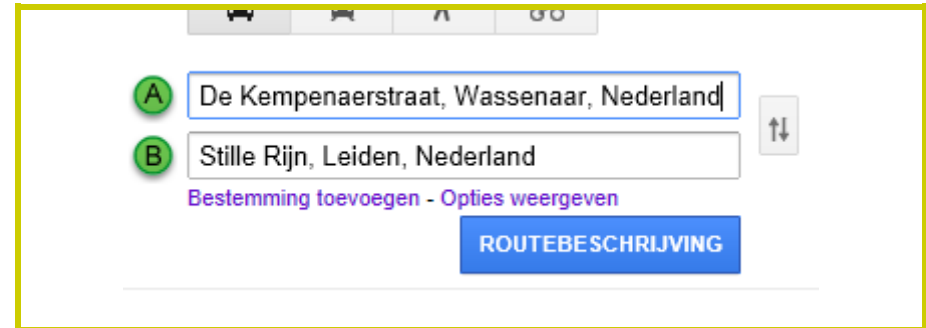 A De Kempenaerstraat, Wassenaar, Nederland
B Stille Rijn, Leiden, Nederland
Bestemming toevoegen - Opties weergeven
ROUTEBESCHRIJVING